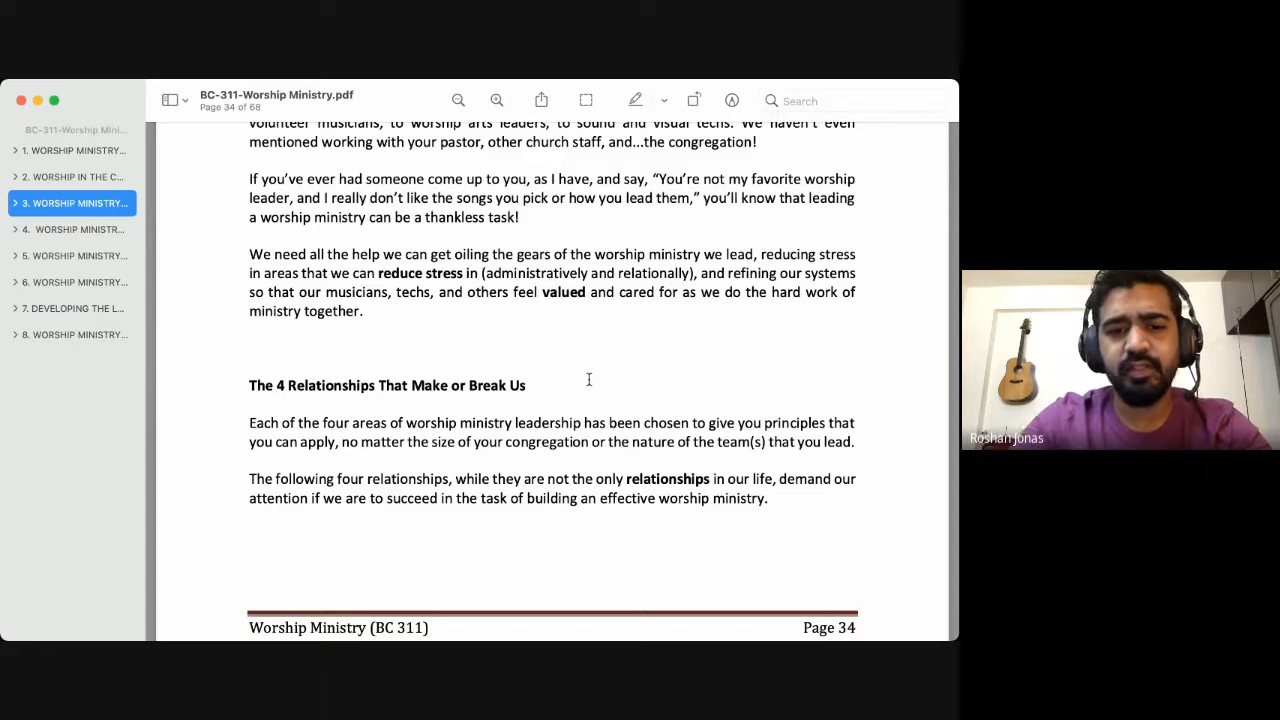 BC-311-Worship Ministry.pdf
Page 34 of 68
Search
BC-311-Worship Mini...
1. WORSHIP MINISTRY...
2. WORSHIP IN THE C...
3. WORSHIP MINISTRY...
4. WORSHIP MINISTR...
5. WORSHIP MINISTRY...
6. WORSHIP MINISTRY...
7. DEVELOPING THE L...
8. WORSHIP MINISTRY...
volunteer musicians, to worship arts leaders, to sound and visual techs. We haven't even
mentioned working with your pastor, other church staff, and...the congregation!
If you've ever had someone come up to you, as I have, and say, "You're not my favorite worship
leader, and I really don't like the songs you pick or how you lead them," you'll know that leading
a worship ministry can be a thankless task!
We need all the help we can get oiling the gears of the worship ministry we lead, reducing stress
in areas that we can reduce stress in (administratively and relationally), and refining our systems
so that our musicians, techs, and others feel valued and cared for as we do the hard work of
ministry together.
The 4 Relationships That Make or Break Us
Each of the four areas of worship ministry leadership has been chosen to give you principles that
you can apply, no matter the size of your congregation or the nature of the team(s) that you lead.
The following four relationships, while they are not the only relationships in our life, demand our
attention if we are to succeed in the task of building an effective worship ministry.
Worship Ministry (BC 311)
Page 34
Roshan Jonas